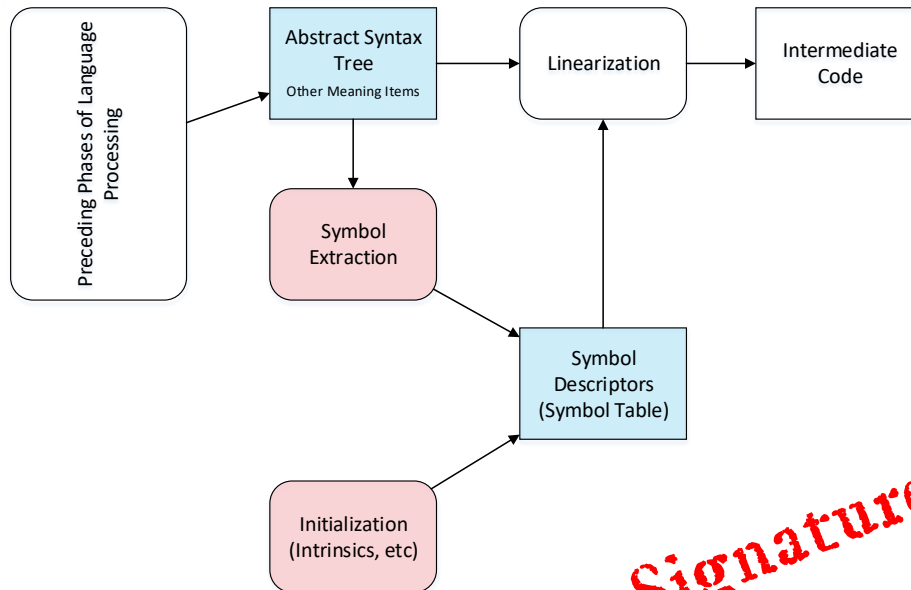 Preceding Phases of Language
Processing
Abstract Syntax
Tree
Other Meaning Items
Linearization
Intermediate
Code
Symbol
Extraction
Symbol
Descriptors
(Symbol Table)
Initialization
(Intrinsics, etc)
Signature